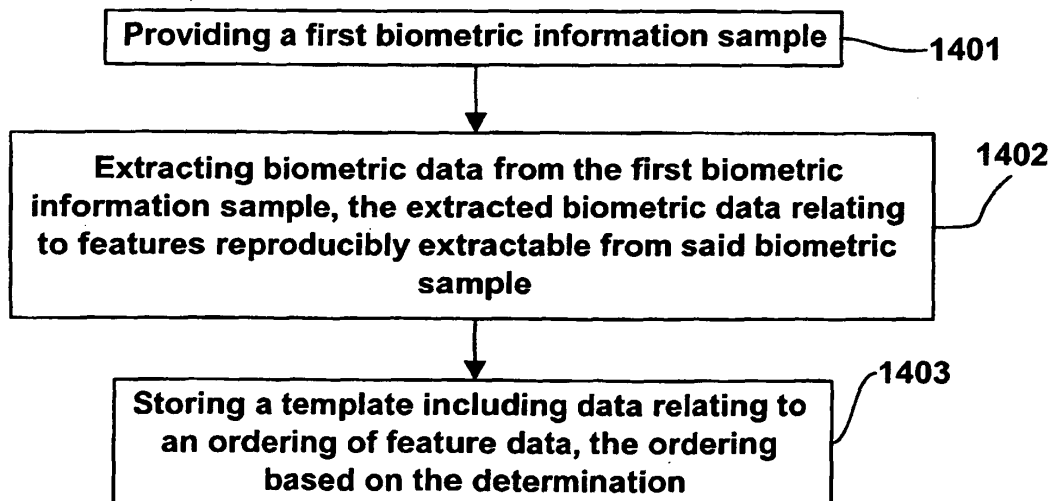 Providing a first biometric information sample
1401
Extracting biometric data from the first biometric
information sample, the extracted biometric data relating
to features reproducibly extractable from said biometric
sample
1402
Storing a template including data relating to
an ordering of feature data, the ordering
based on the determination
1403